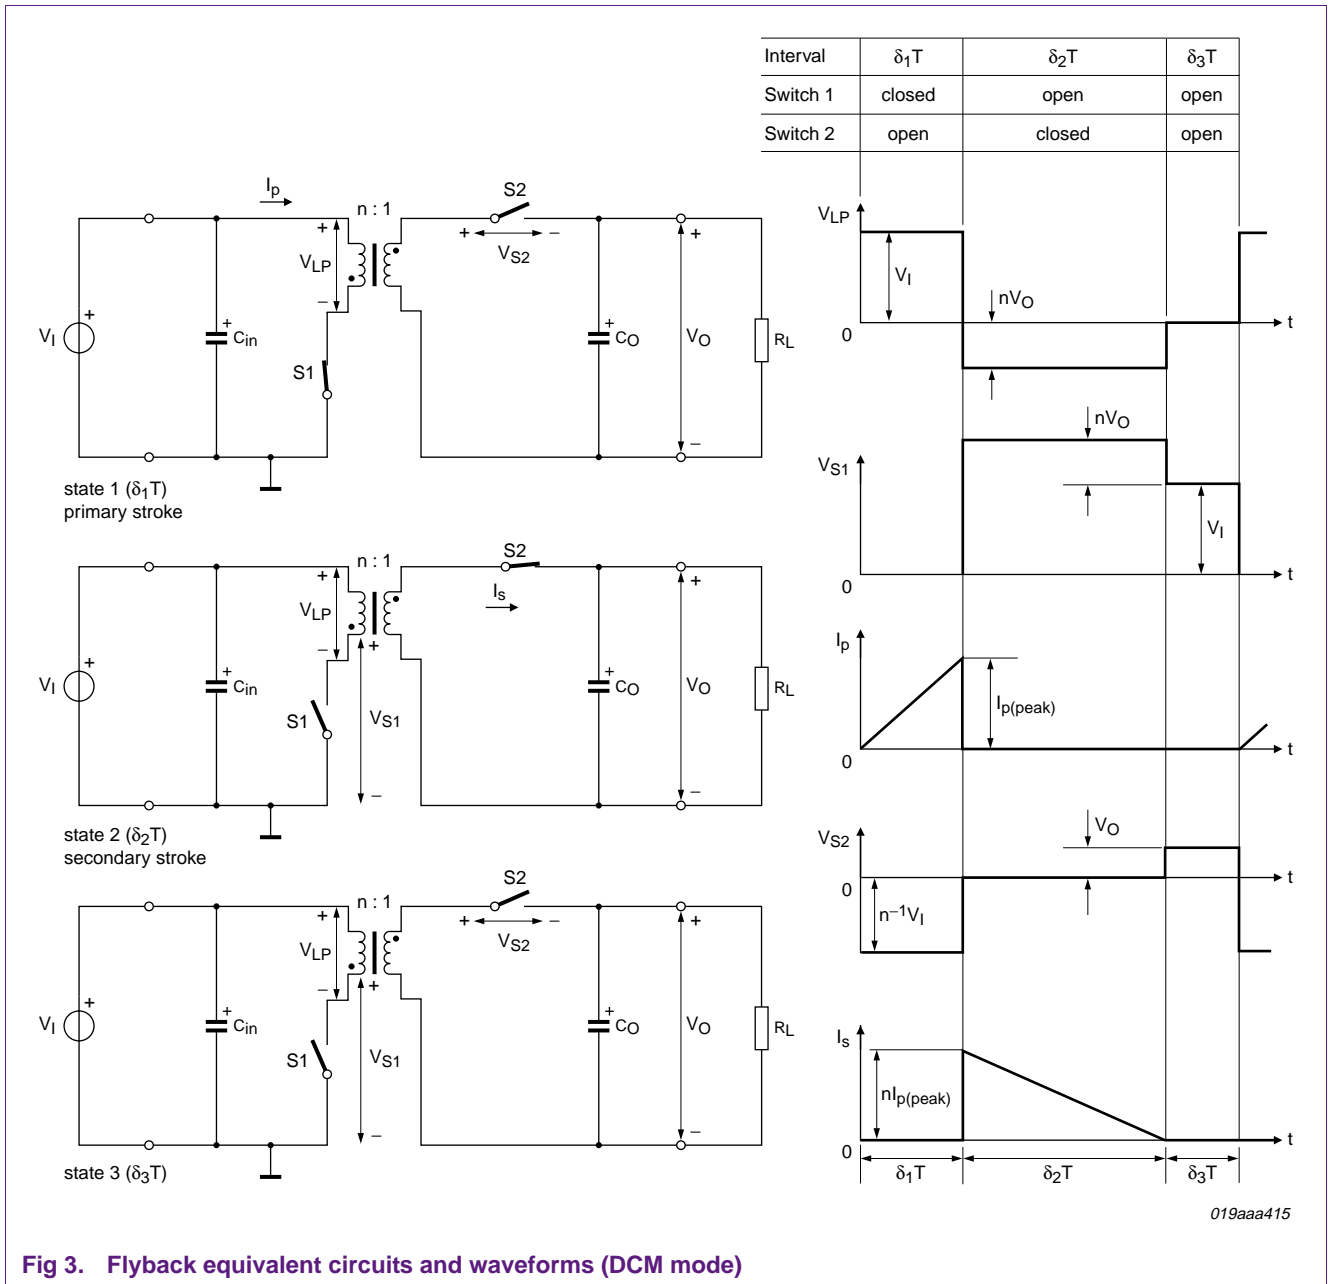 Interval δ1T δ2T δ3T
Switch 1 closed open open
Switch 2 open closed open
Ip
n : 1
S2
+ − VS2
+ VLP −
VI +
+ Cin
S1
+ CO
+ VO −
RL
state 1 (δ1T)
primary stroke
n : 1
S2
Is
+ VLP −
VI +
+ Cin
S1
+ VS1 −
+ CO
+ VO −
RL
state 2 (δ2T)
secondary stroke
n : 1
S2
+ − VS2
+ VLP −
VI +
+ Cin
S1
+ VS1 −
+ CO
+ VO −
RL
state 3 (δ3T)
VLP
VI
nVO
0
t
VS1
nVO
VI
0
t
Ip
Ip(peak)
0
t
VS2
VO
0
n−1VI
t
Is
nIp(peak)
0
t
δ1T δ2T δ3T
019aaa415
Fig 3. Flyback equivalent circuits and waveforms (DCM mode)